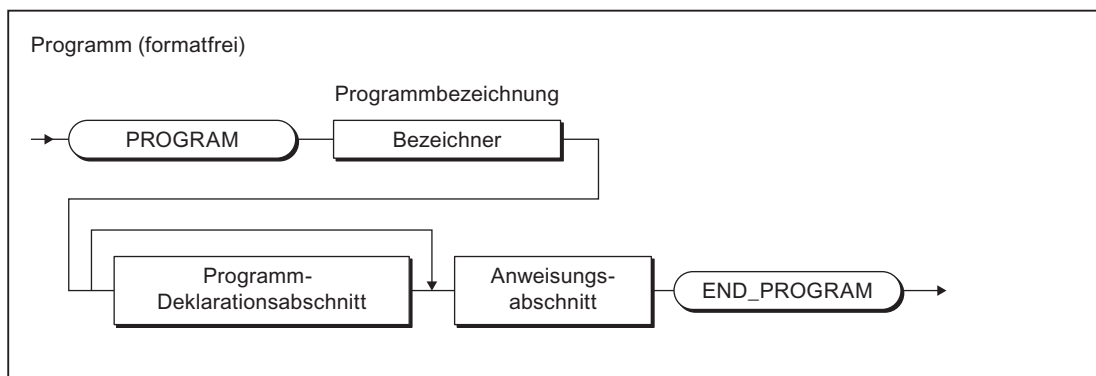 Programm (formatfrei)
Programmbezeichnung
PROGRAM
Bezeichner
Programm-
Deklarationsabschnitt
Anweisungs-
abschnitt
END_PROGRAM